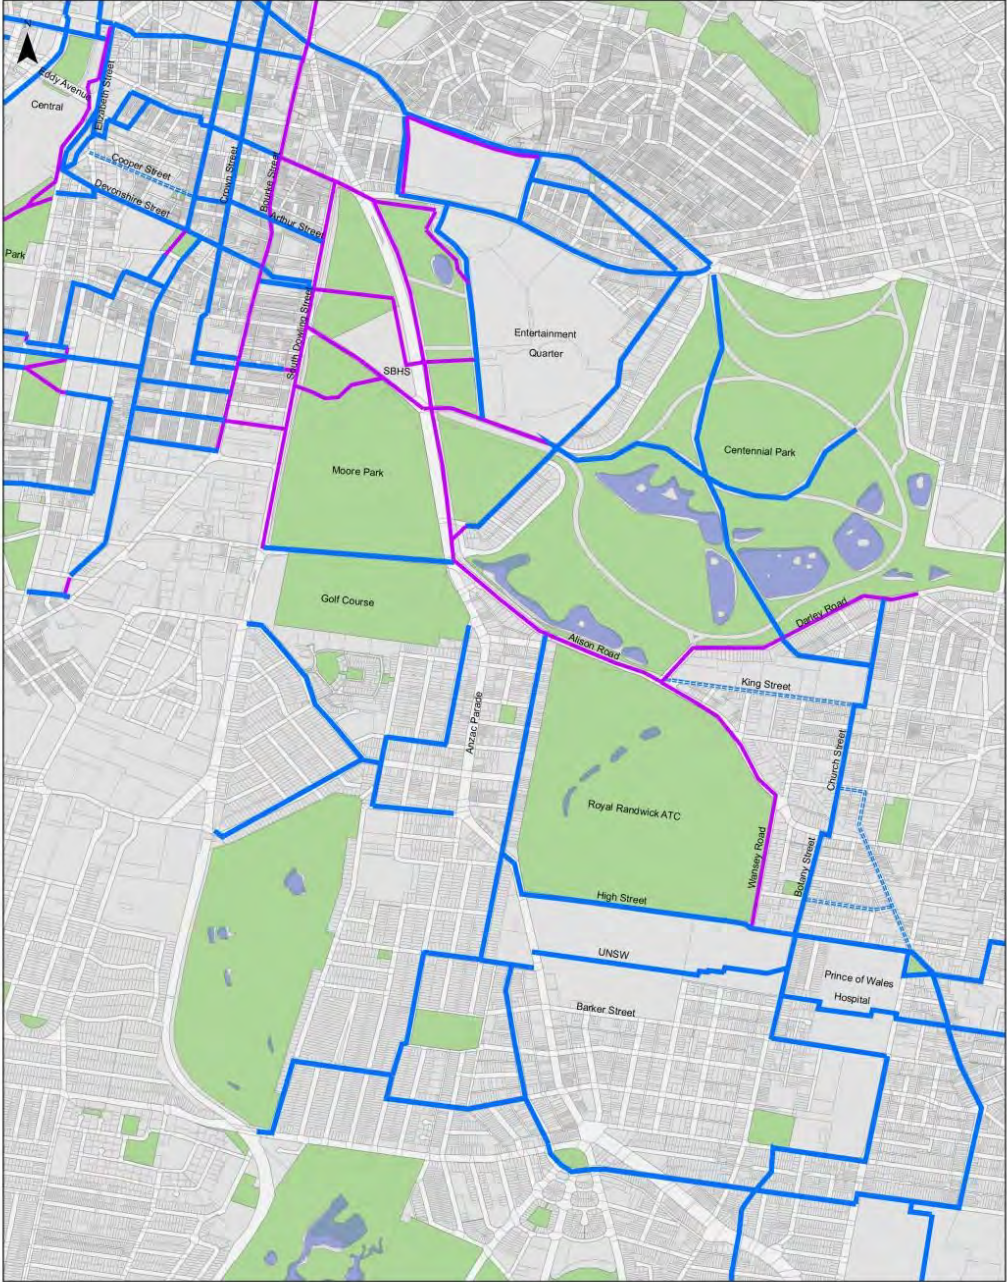 Eddy Avenue
Central
Elizabeth Street
Cooper Street
Devonshire Street
Crown Street
Bourke Street
Arthur Street
Park
South Dowling Street
Entertainment
Quarter
SBHS
Centennial Park
Moore Park
Golf Course
Darley Road
Alison Road
King Street
Anzac Parade
Church Street
Royal Randwick ATC
Wansey Road
Botany Street
High Street
UNSW
Prince of Wales
Hospital
Barker Street